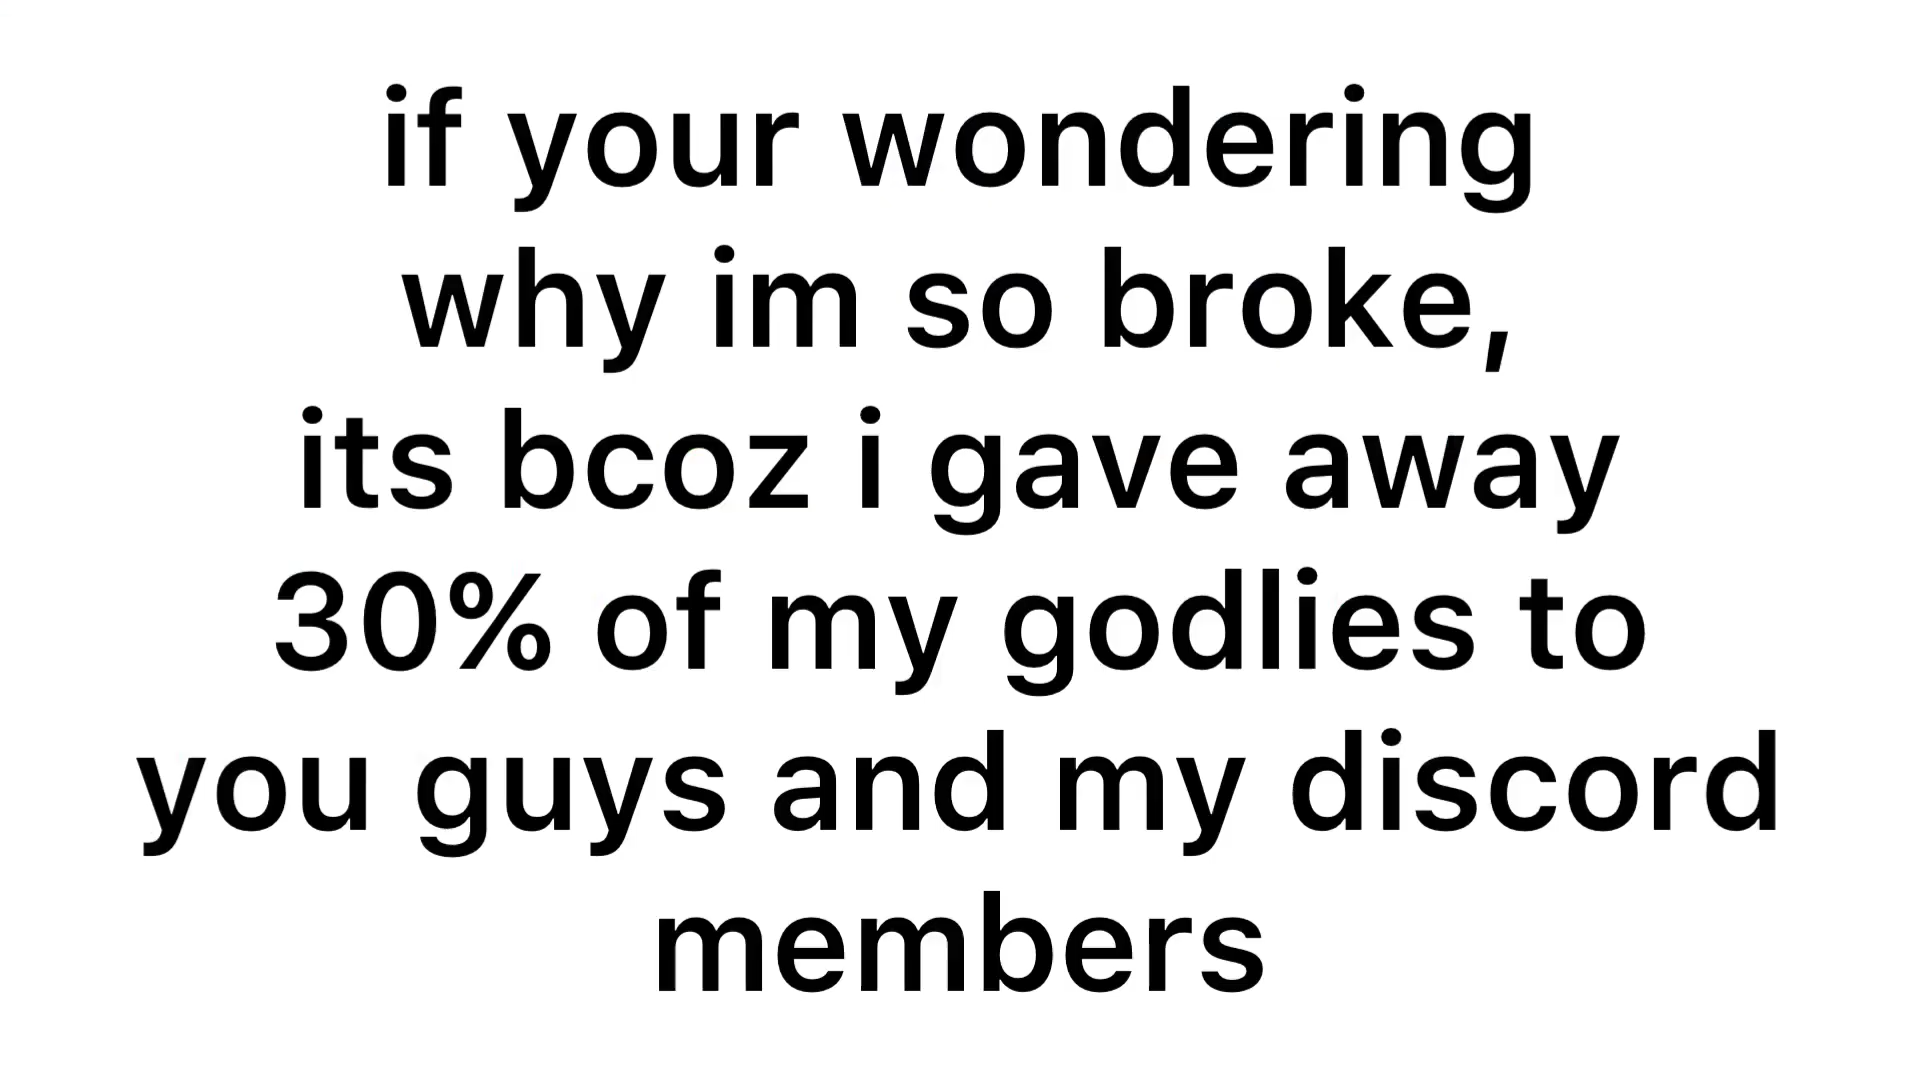 if your wondering
why im so broke,
its bcoz i gave away
30% of my godlies to
you guys and my discord
members